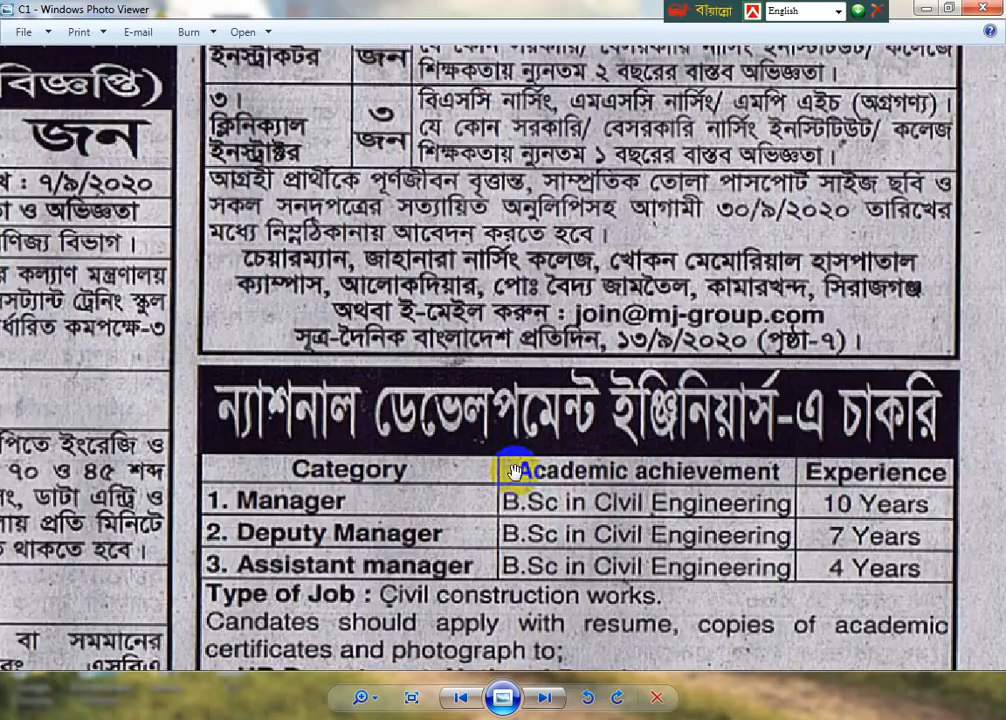 C1 - Windows Photo Viewer
বাঁয়ান্নো
English
File Print E-mail Burn Open
বিজ্ঞপ্তি)
জন
খ : ৭/৯/২০২০
তা ও অভিজ্ঞতা
ণিজ্য বিভাগ।
র কল্যাণ মন্ত্রণালয়
সস্ট্যান্ট ট্রেনিং স্কুল
র্ধারিত কমপক্ষে-৩
পিতে ইংরেজি ও
৭০ ও ৪৫ শব্দ
নং, ডাটা এন্ট্রি ও
লায় প্রতি মিনিটে
ত থাকতে হবে।
বা সমমানের
ইনস্ট্রাকটর
জন
যে কোন সরকারি/ বেসরকারি নার্সিং ইনস্টিটিউট/ কলেজে
শিক্ষকতায় ন্যুনতম ২ বছরের বাস্তব অভিজ্ঞতা।
৩।
ক্লিনিক্যাল
ইনস্ট্রাক্টর
৩
জন
বিএসসি নার্সিং, এমএসসি নার্সিং/ এমপি এইচ (অগ্রগণ্য)।
যে কোন সরকারি/ বেসরকারি নার্সিং ইনস্টিটিউট/ কলেজ
শিক্ষকতায় ন্যুনতম ১ বছরের বাস্তব অভিজ্ঞতা।
আগ্রহী প্রার্থীকে পূর্ণজীবন বৃত্তান্ত, সাম্প্রতিক তোলা পাসপোর্ট সাইজ ছবি ও
সকল সনদপত্রের সত্যায়িত অনুলিপিসহ আগামী ৩০/৯/২০২০ তারিখের
মধ্যে নিম্নঠিকানায় আবেদন করতে হবে।
চেয়ারম্যান, জাহানারা নার্সিং কলেজ, খোকন মেমোরিয়াল হাসপাতাল
ক্যাম্পাস, আলোকদিয়ার, পোঃ বৈদ্য জামতৈল, কামারখন্দ, সিরাজগঞ্জ
অথবা ই-মেইল করুন : join@mj-group.com
সূত্র-দৈনিক বাংলাদেশ প্রতিদিন, ১৩/৯/২০২০ (পৃষ্ঠা-৭)।
ন্যাশনাল ডেভেলপমেন্ট ইঞ্জিনিয়ার্স-এ চাকরি
Category Academic achievement Experience
1. Manager B.Sc in Civil Engineering 10 Years
2. Deputy Manager B.Sc in Civil Engineering 7 Years
3. Assistant manager B.Sc in Civil Engineering 4 Years
Type of Job : Civil construction works.
Candates should apply with resume, copies of academic
certificates and photograph to;